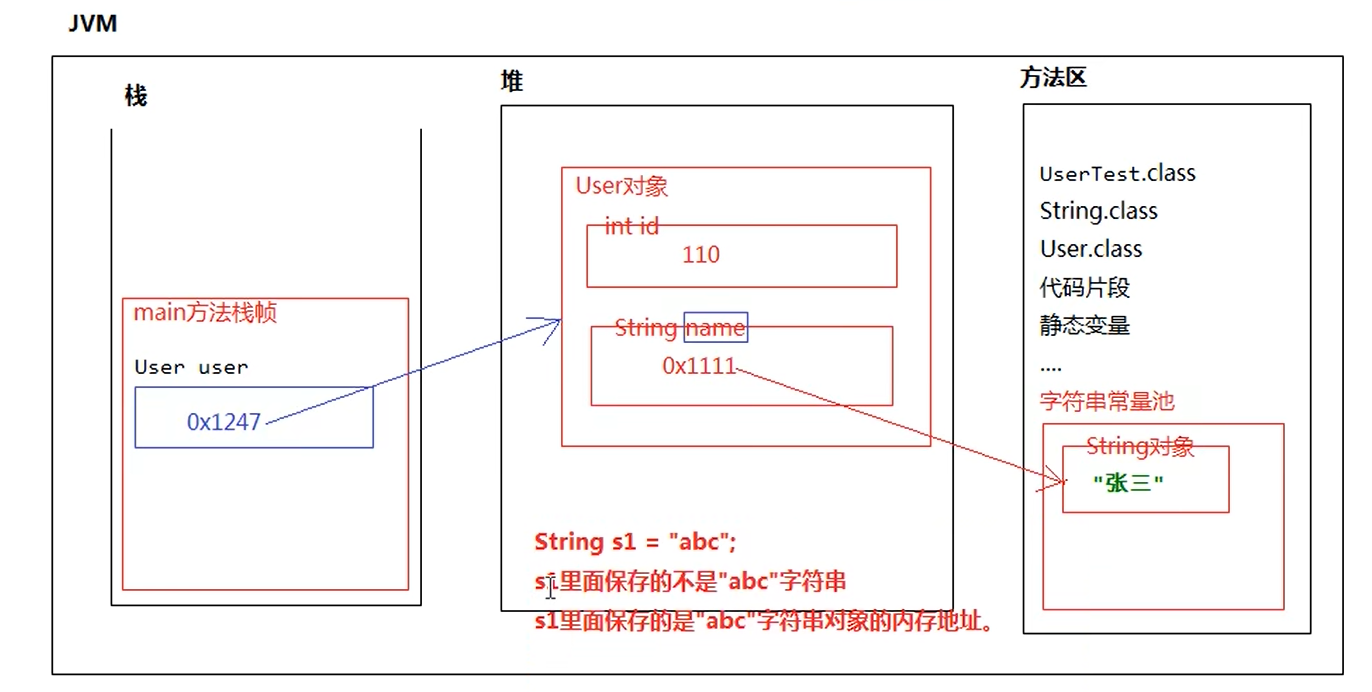 JVM
栈
main方法栈帧
User user
0x1247
堆
User对象
int id
110
String name
0x1111
String s1 = "abc";
s1里面保存的不是"abc"字符串
s1里面保存的是"abc"字符串对象的内存地址。
方法区
UserTest.class
String.class
User.class
代码片段
静态变量
....
字符串常量池
String对象
"张三"